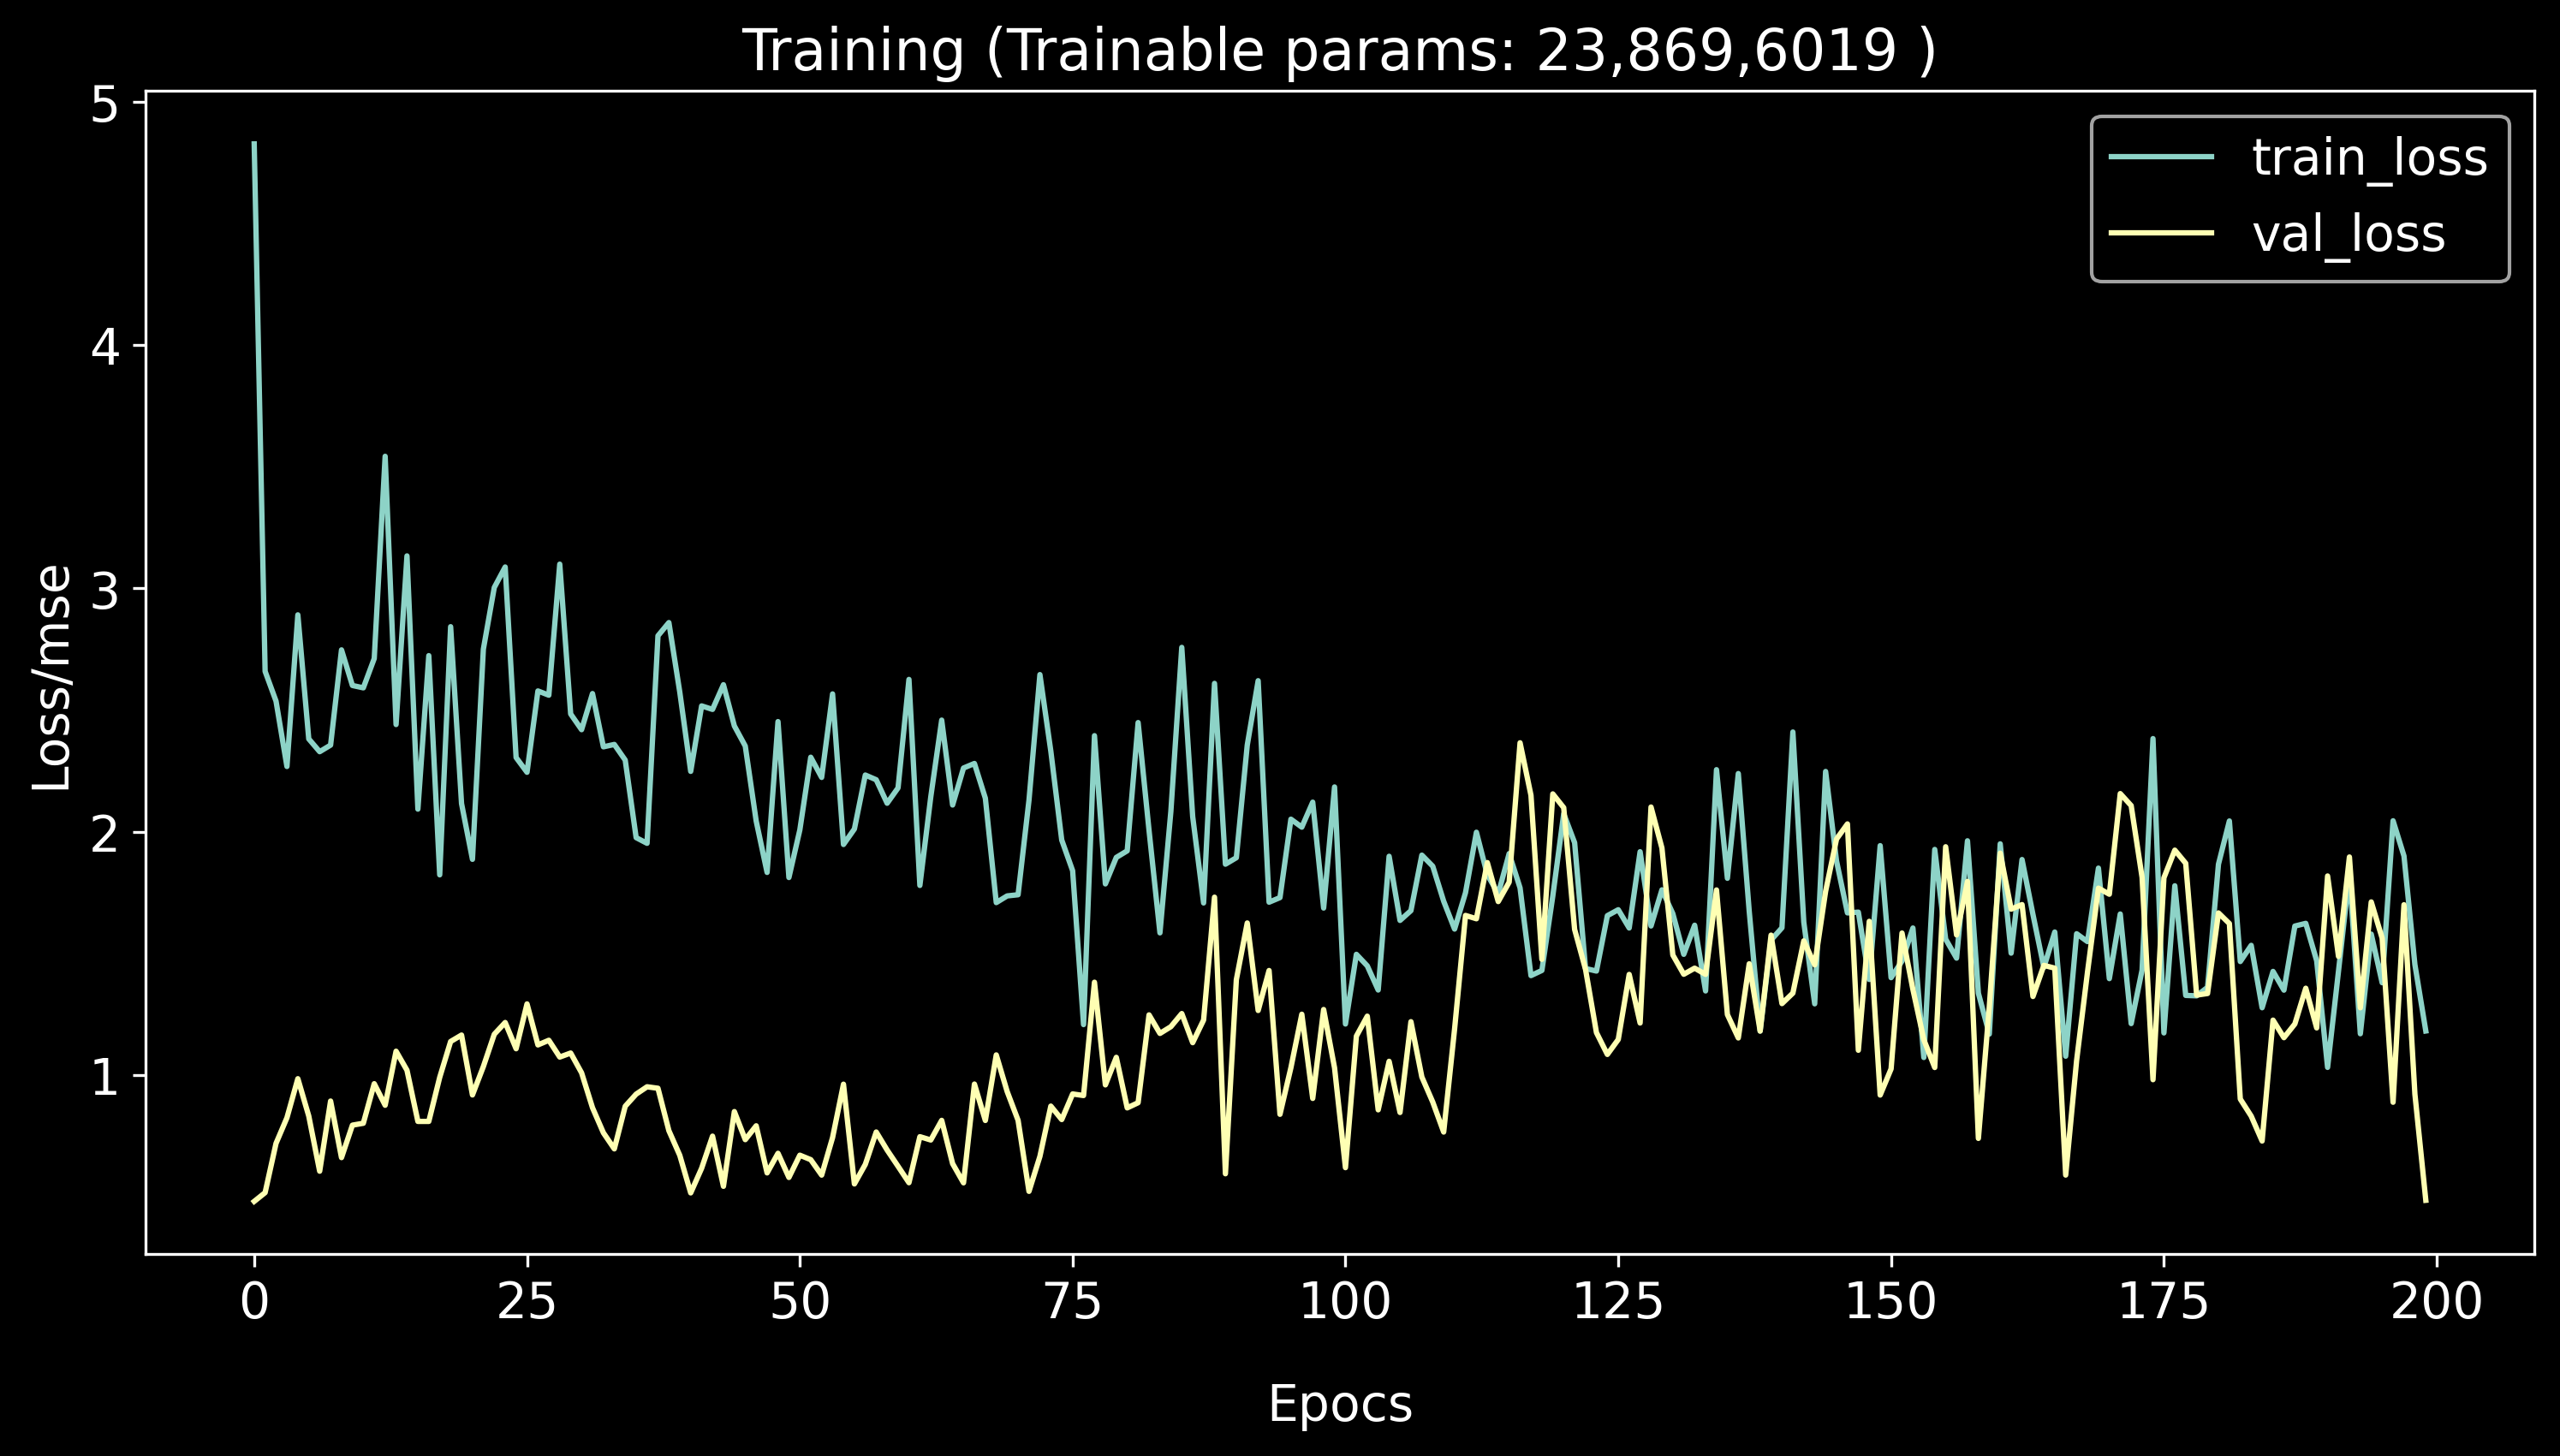 Training (Trainable params: 23,869,6019 )
5
4
3
2
1
Loss/mse
train_loss
val_loss
0 25 50 75 100 125 150 175 200
Epocs